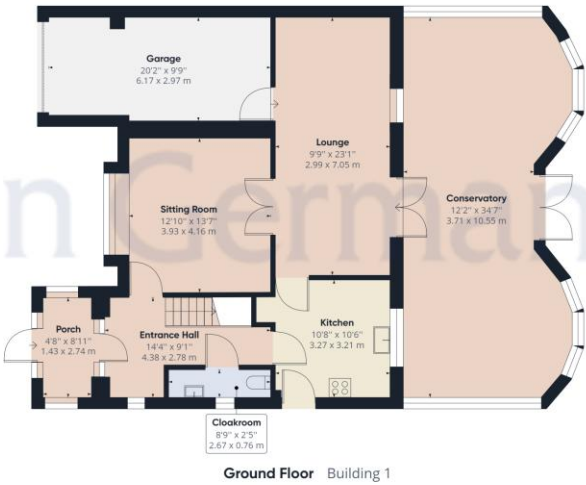 Garage
20'2" x 9'9"
6.17 x 2.97 m
Lounge
9'9" x 23'1"
2.99 x 7.05 m
Sitting Room
12'10" x 13'7"
3.93 x 4.16 m
Conservatory
12'2" x 34'7"
3.71 x 10.55 m
Porch
4'8" x 8'11"
1.43 x 2.74 m
Entrance Hall
14'4" x 9'1"
4.38 x 2.78 m
Kitchen
10'8" x 10'6"
3.27 x 3.21 m
Cloakroom
8'9" x 2'5"
2.67 x 0.76 m
n German
Ground Floor Building 1